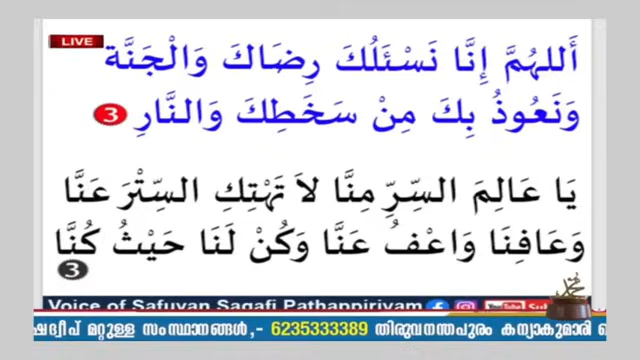 LIVE
أَللهُمَّ إِنَّا نَسْئَلُكَ رِضَاكَ وَالْجَنَّةَ
وَنَعُوذُ بِكَ مِنْ سَخَطِكَ وَالنَّارِ 3
يَا عَالِمَ السِّرِّ مِنَّا لاَ تَهْتِكِ السِّتْرَ عَنَّا
وَعَافِنَا وَاعْفُ عَنَّا وَكُنْ لَنَا حَيْثُ كُنَّا
3
Voice of Safuvan Saqafi Pathappiriyam
ഷദ്വീപ് മറ്റുള്ള സംസ്ഥാനങ്ങൾ,- 6235333389 തിരുവനന്തപുരം കന്യാകുമാരി